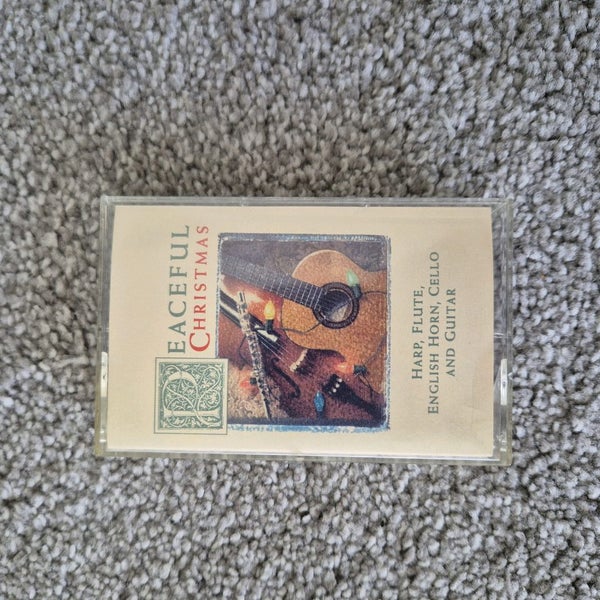 PEACEFUL
CHRISTMAS
HARP, FLUTE,
ENGLISH HORN, CELLO
AND GUITAR